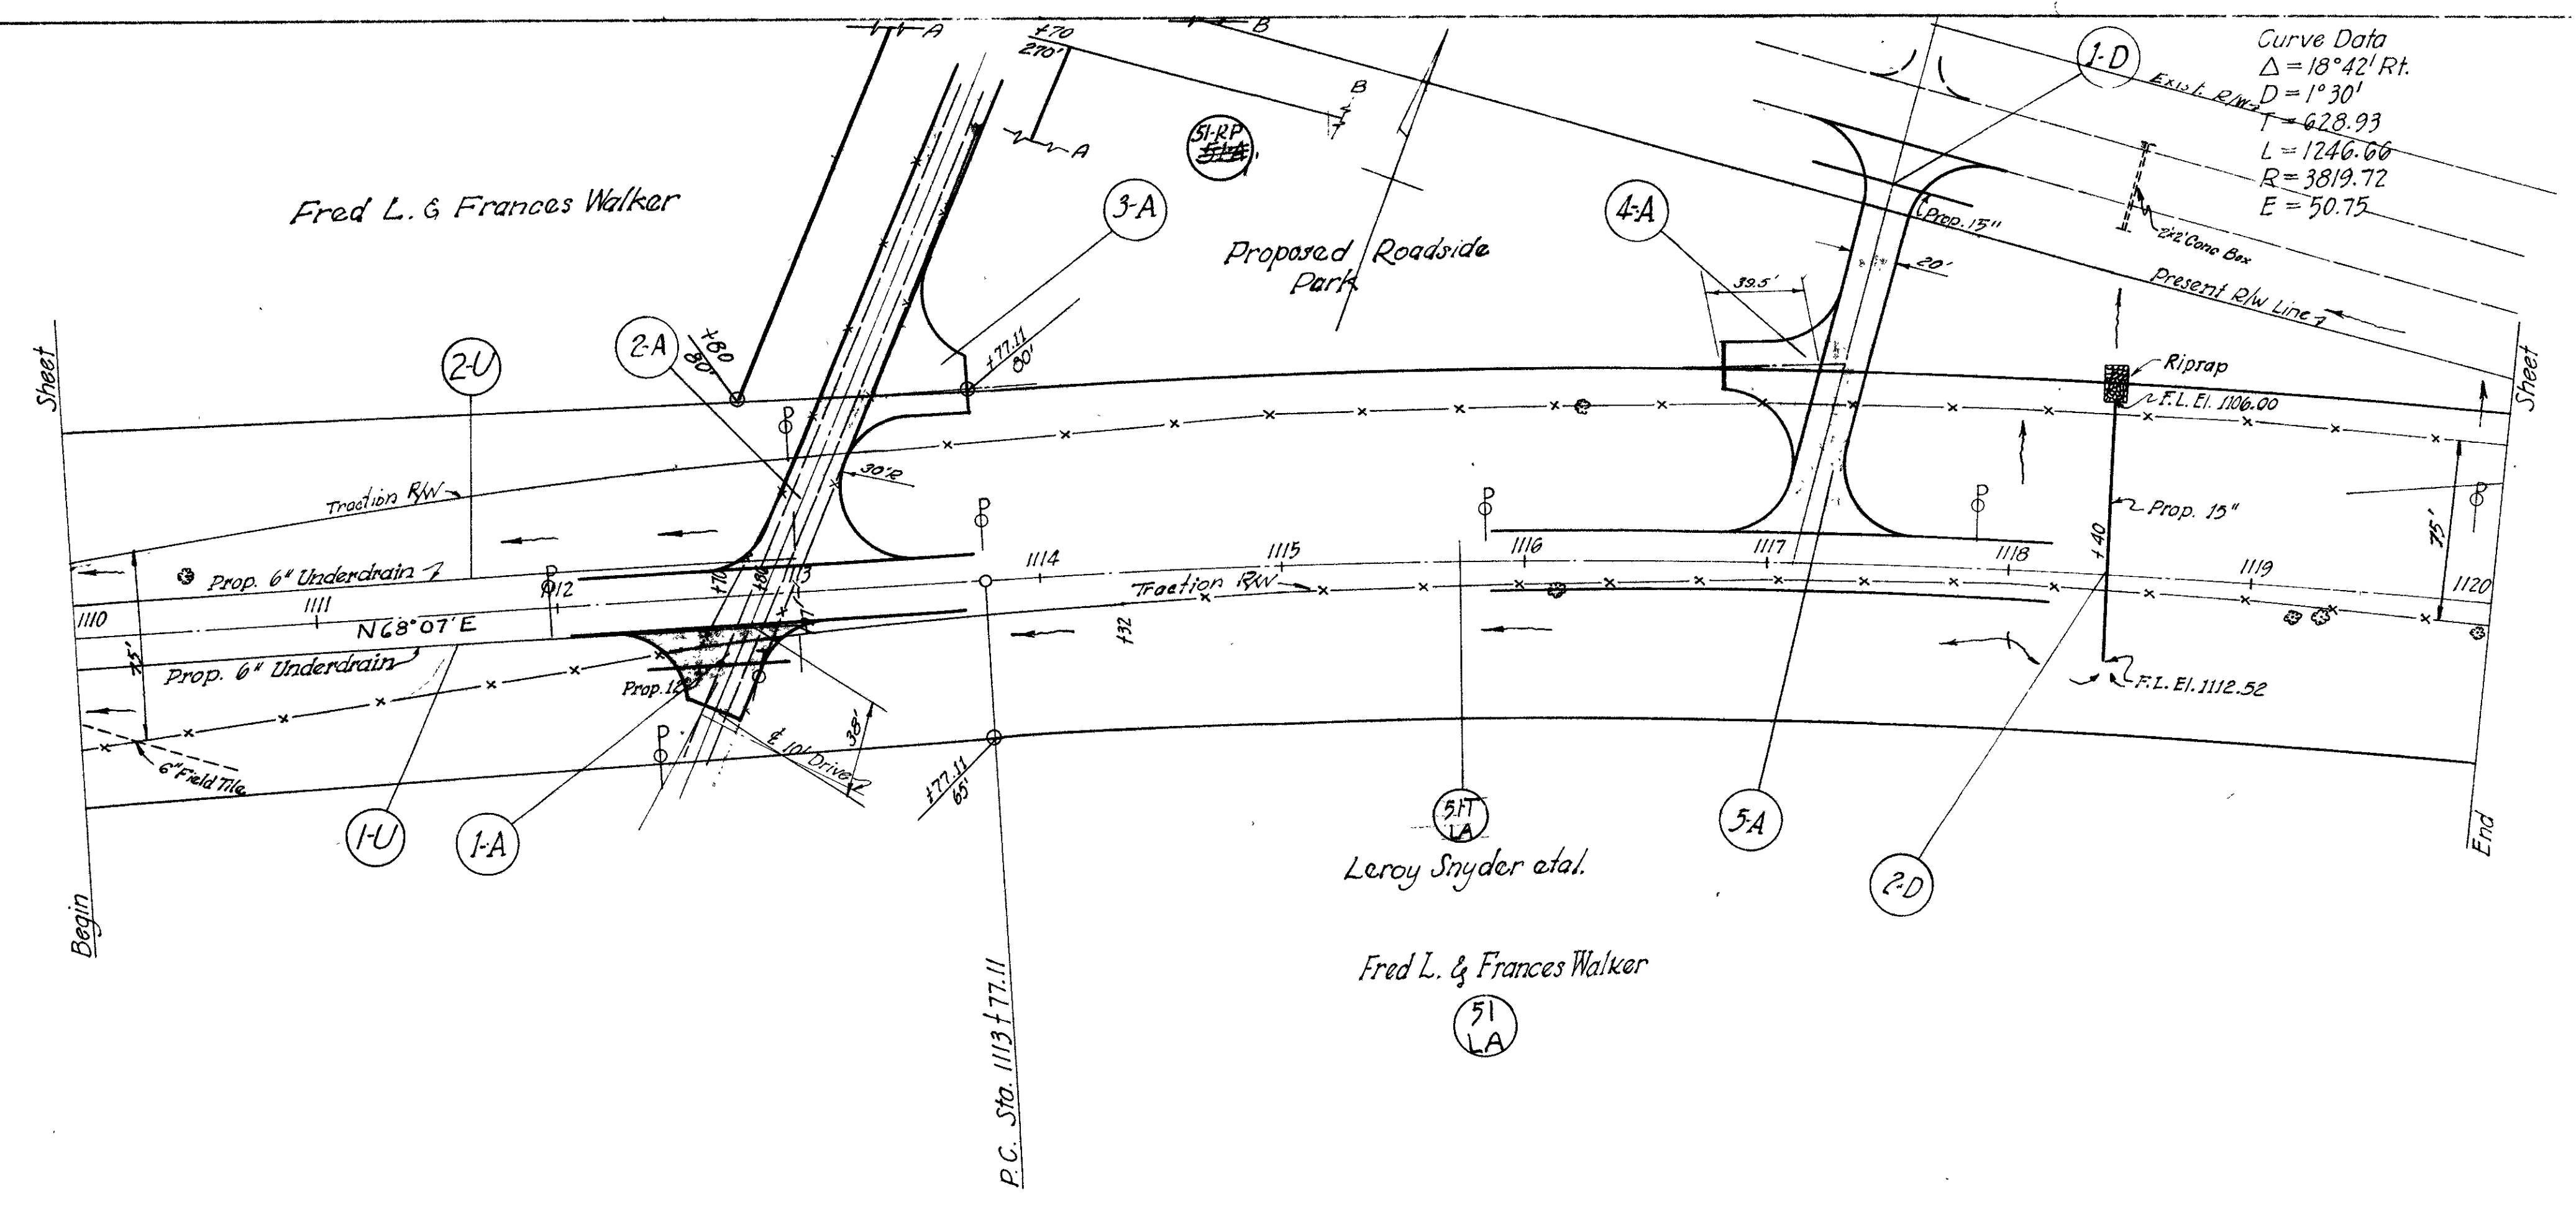 A
+70
270'
B
B
A
51-RP
51-A
1-D
Exist. R/W
Curve Data
Δ = 18°42' Rt.
D = 1°30'
T = 628.93
L = 1246.66
R = 3819.72
E = 50.75
Fred L. & Frances Walker
3-A
Proposed Roadside
Park
4-A
39.5'
Prop. 15"
20'
2'x2' Conc Box
Present R/W Line
Sheet
2-U
2-A
+80
80'
+77.11
80'
Riprap
F.L. El. 1106.00
Sheet
P
30'R
Traction R/W
P
P
P
P
Prop. 15"
+40
75'
Prop. 6" Underdrain
P
1110
1111
1112
+70
+80
1113
1114
1115
1116
1117
1118
1119
1120
Traction R/W
N68°07'E
+32
75'
Prop. 6" Underdrain
Prop. 12"
F.L. El. 1112.52
P
38'
℄ 10' Drive
6" Field Tile
+77.11
65'
1-U
1-A
51T
LA
5-A
2-D
Leroy Snyder etal.
Begin
End
Fred L. & Frances Walker
51
LA
P.C. Sta. 1113+77.11